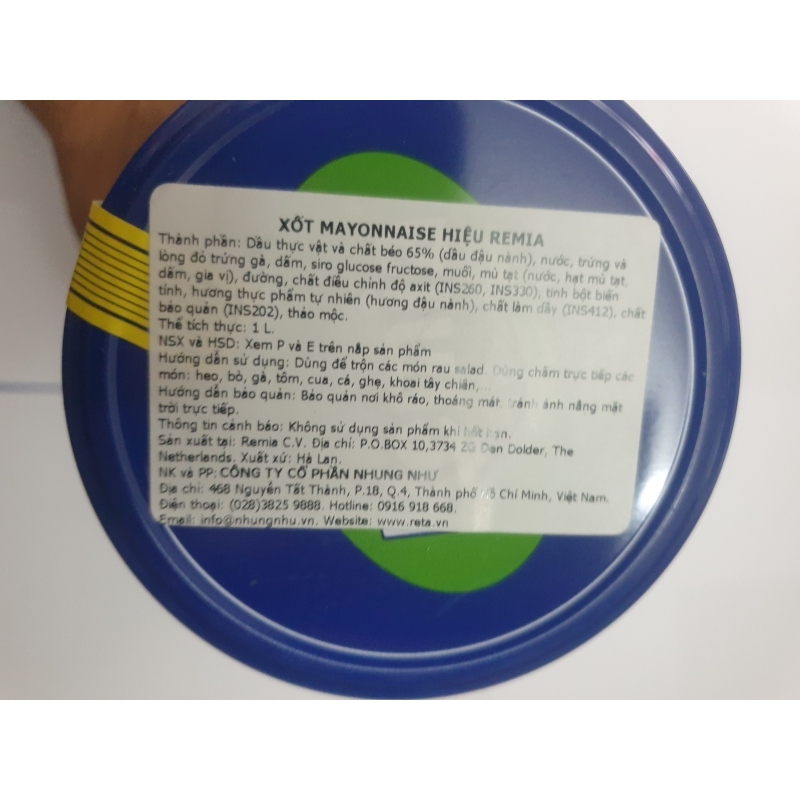 XỐT MAYONNAISE HIỆU REMIA
Thành phần: Dầu thực vật và chất béo 65% (dầu đậu nành), nước, trứng và
lòng đỏ trứng gà, dấm, siro glucose fructose, muối, mù tạt (nước, hạt mù tạt,
dấm, gia vị), đường, chất điều chỉnh độ axit (INS260, INS330), tinh bột biến
tính, hương thực phẩm tự nhiên (hương đậu nành), chất làm dầy (INS412), chất
bảo quản (INS202), thảo mộc.
Thể tích thực: 1 L.
NSX và HSD: Xem P và E trên nắp sản phẩm
Hướng dẫn sử dụng: Dùng để trộn các món rau salad. Dùng chấm trực tiếp các
món: heo, bò, gà, tôm, cua, cá, ghẹ, khoai tây chiên,...
Hướng dẫn bảo quản: Bảo quản nơi khô ráo, thoáng mát, tránh ánh nắng mặt
trời trực tiếp.
Thông tin cảnh báo: Không sử dụng sản phẩm khi hết hạn.
Sản xuất tại: Remia C.V. Địa chỉ: P.O.BOX 10,3734 ZG Dan Dolder, The
Netherlands. Xuất xứ: Hà Lan.
NK và PP: CÔNG TY CỔ PHẦN NHUNG NHƯ
Địa chỉ: 468 Nguyễn Tất Thành, P.18, Q.4, Thành phố Hồ Chí Minh, Việt Nam.
Điện thoại: (028)3825 9888. Hotline: 0916 918 668.
Email: info@nhungnhu.vn. Website: www.reta.vn